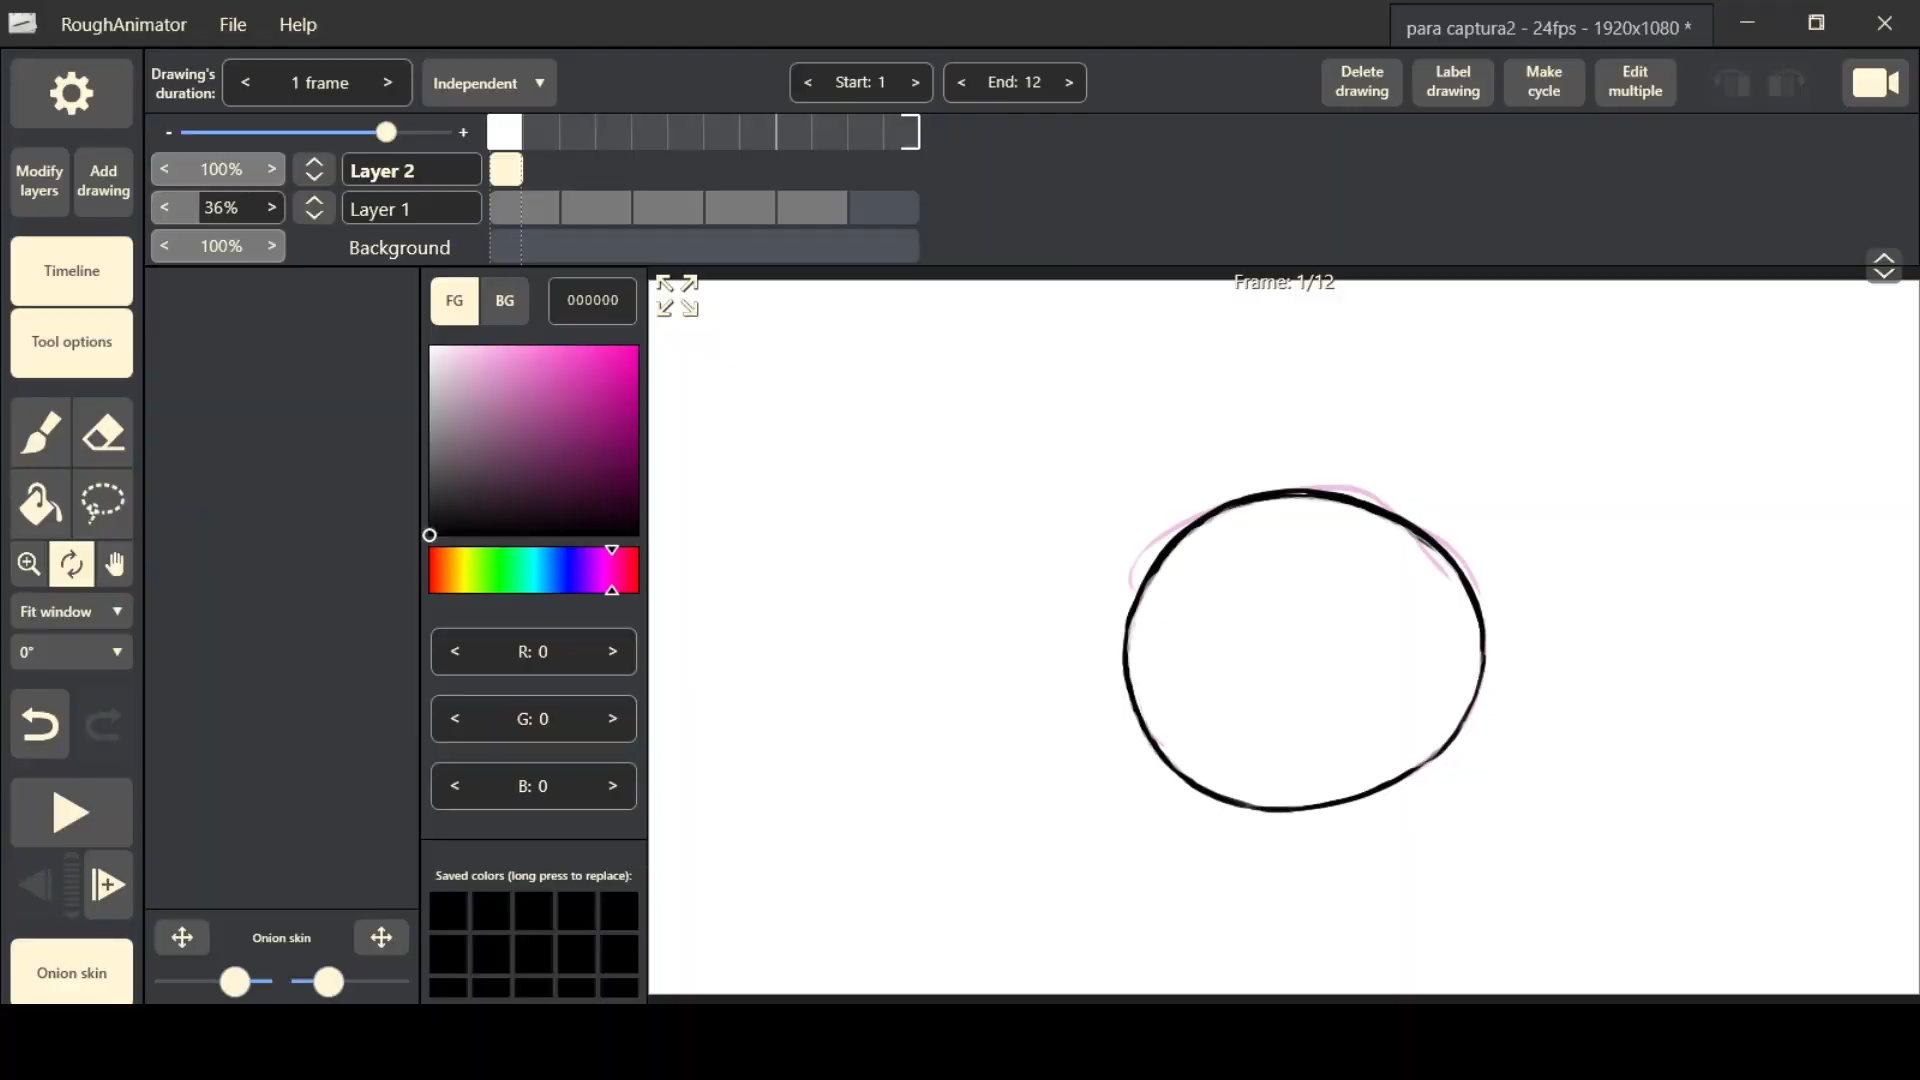 RoughAnimator File Help
para captura2 - 24fps - 1920x1080 *
Drawing's
duration:
< 1 frame >
Independent
< Start: 1 >
< End: 12 >
Delete
drawing
Label
drawing
Make
cycle
Edit
multiple
- +
Modify
layers
Add
drawing
< 100% > Layer 2
< 36% > Layer 1
< 100% > Background
Timeline
Tool options
FG BG 000000
Frame: 1/12
Fit window
0°
< R: 0 >
< G: 0 >
< B: 0 >
Saved colors (long press to replace):
Onion skin
Onion skin